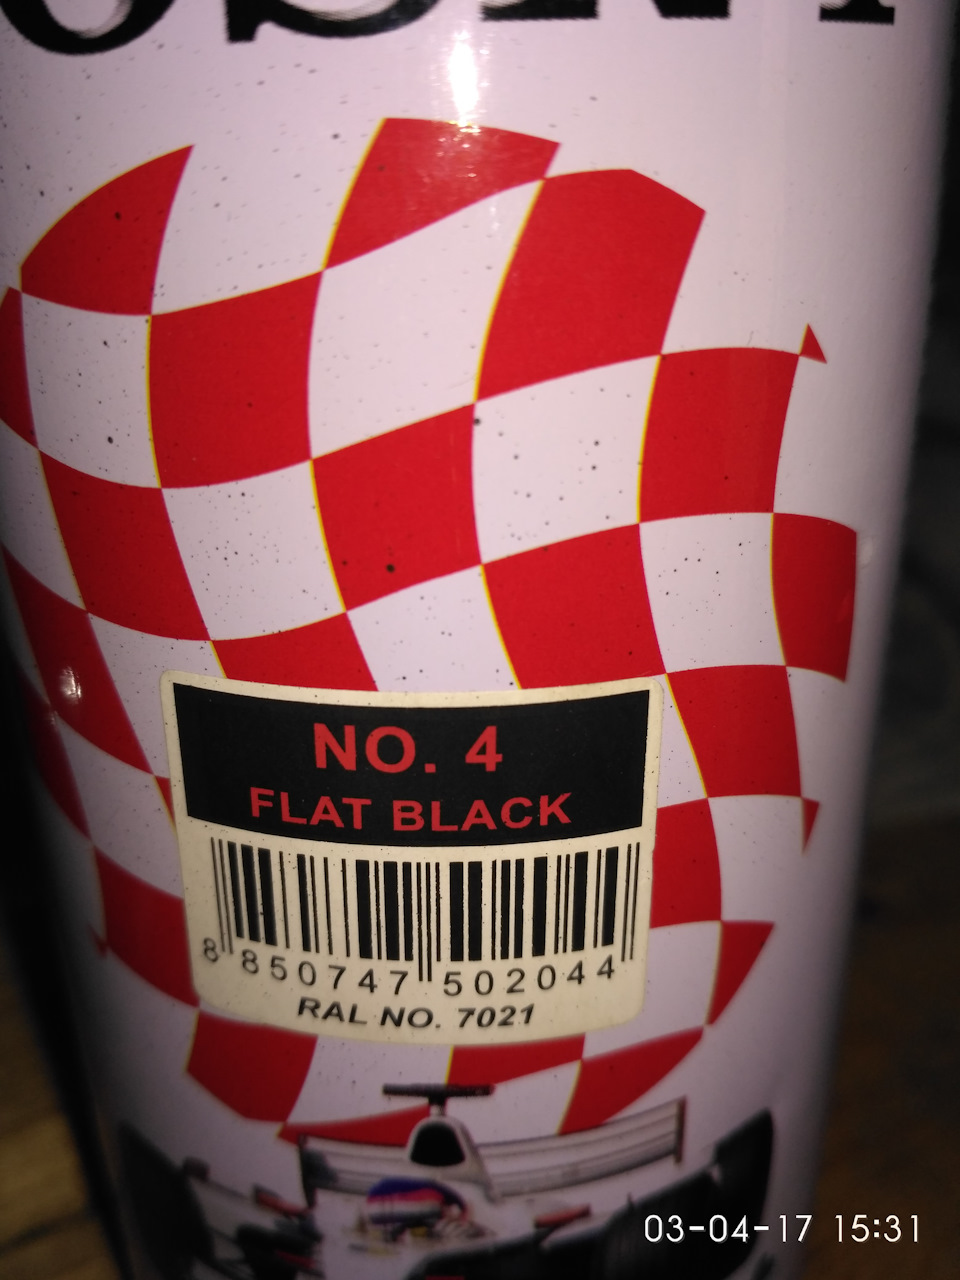 NO. 4
FLAT BLACK
8 850747 502044
RAL NO. 7021
03-04-17 15:31